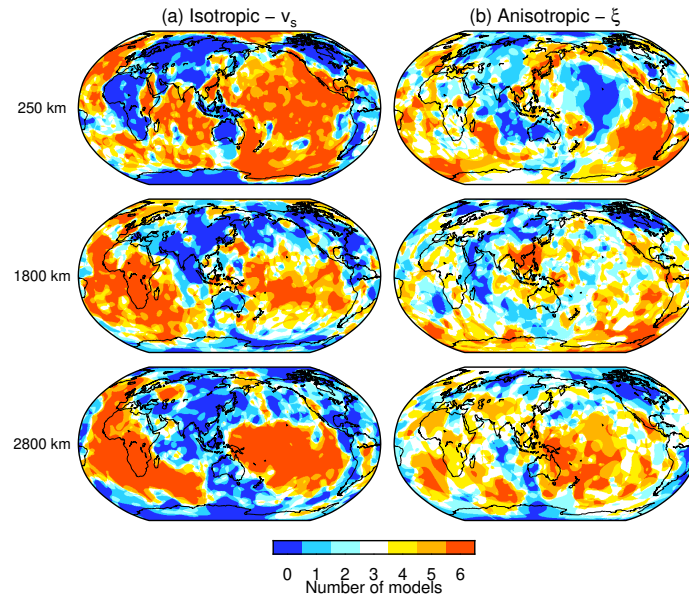 (a) Isotropic − vs
(b) Anisotropic − ξ
250 km
1800 km
2800 km
0 1 2 3 4 5 6
Number of models